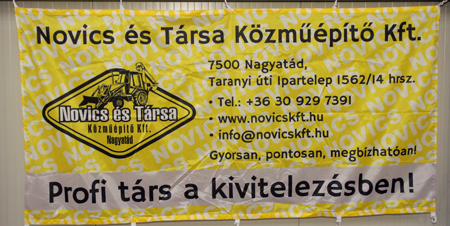 Novics és Társa Közműépítő Kft.
7500 Nagyatád,
Taranyi úti Ipartelep 1562/14 hrsz.
• Tel.: +36 30 929 7391
• www.novicskft.hu
• info@novicskft.hu
Gyorsan, pontosan, megbízhatóan!
Novics és Társa
Közműépítő Kft.
Nagyatád
Profi társ a kivitelezésben!